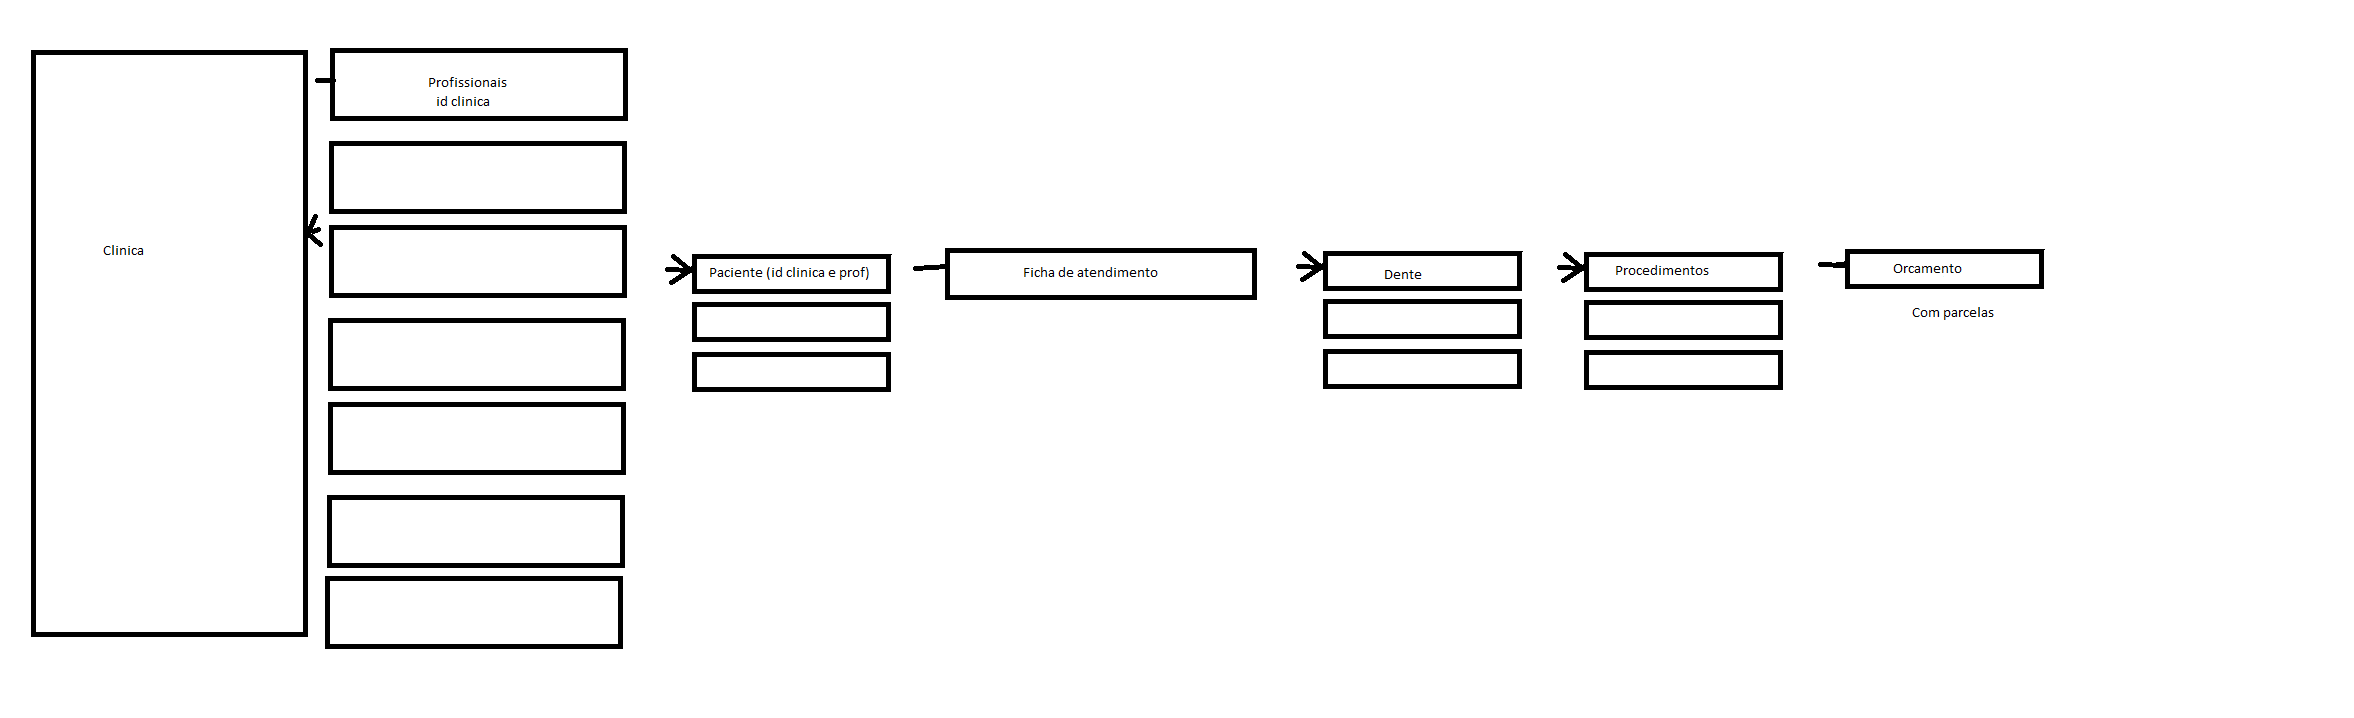 Profissionais
id clinica
Clinica
Paciente (id clinica e prof)
Ficha de atendimento
Dente
Procedimentos
Orcamento
Com parcelas